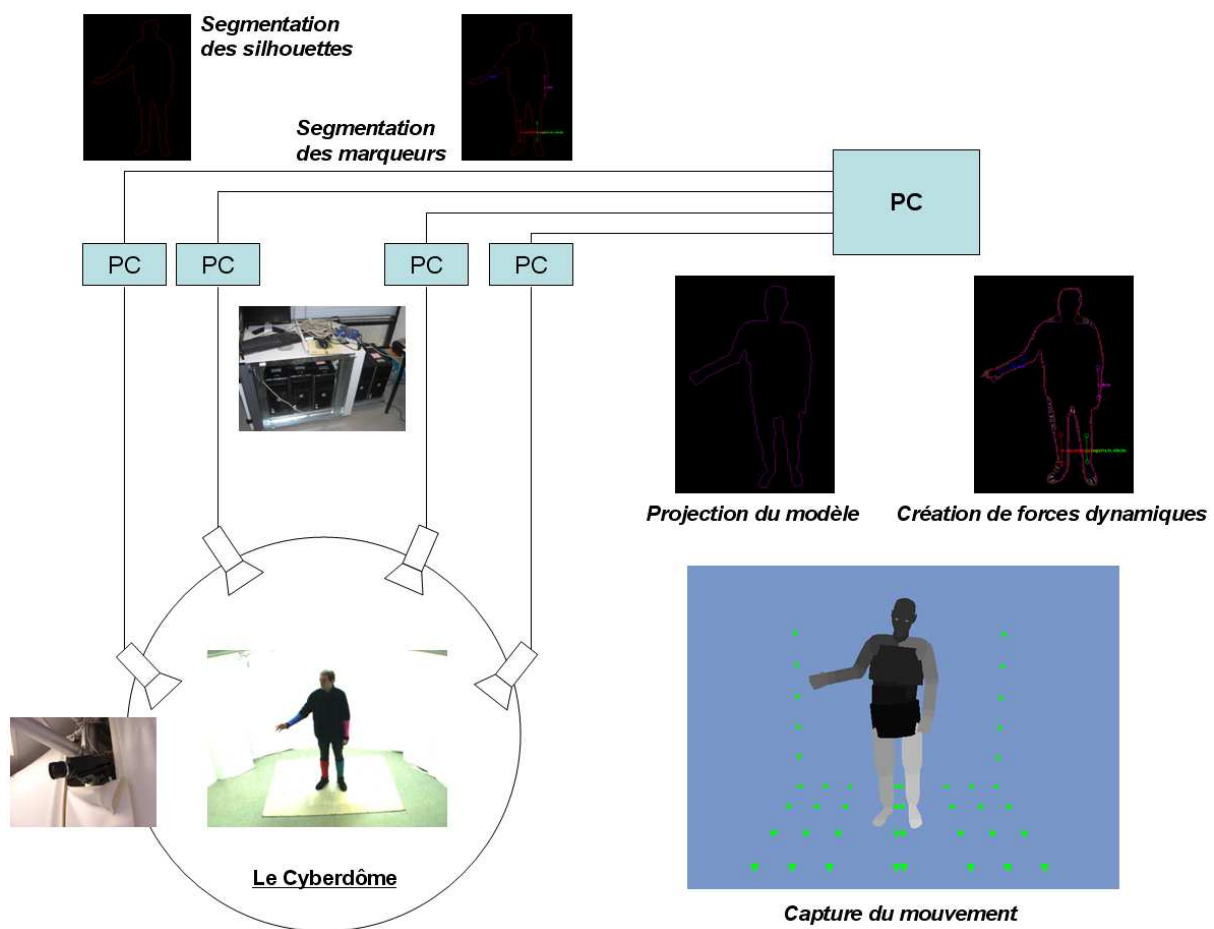 Segmentation
des silhouettes
Segmentation
des marqueurs
PC
PC
PC
PC
PC
Projection du modèle
Création de forces dynamiques
Le Cyberdôme
Capture du mouvement